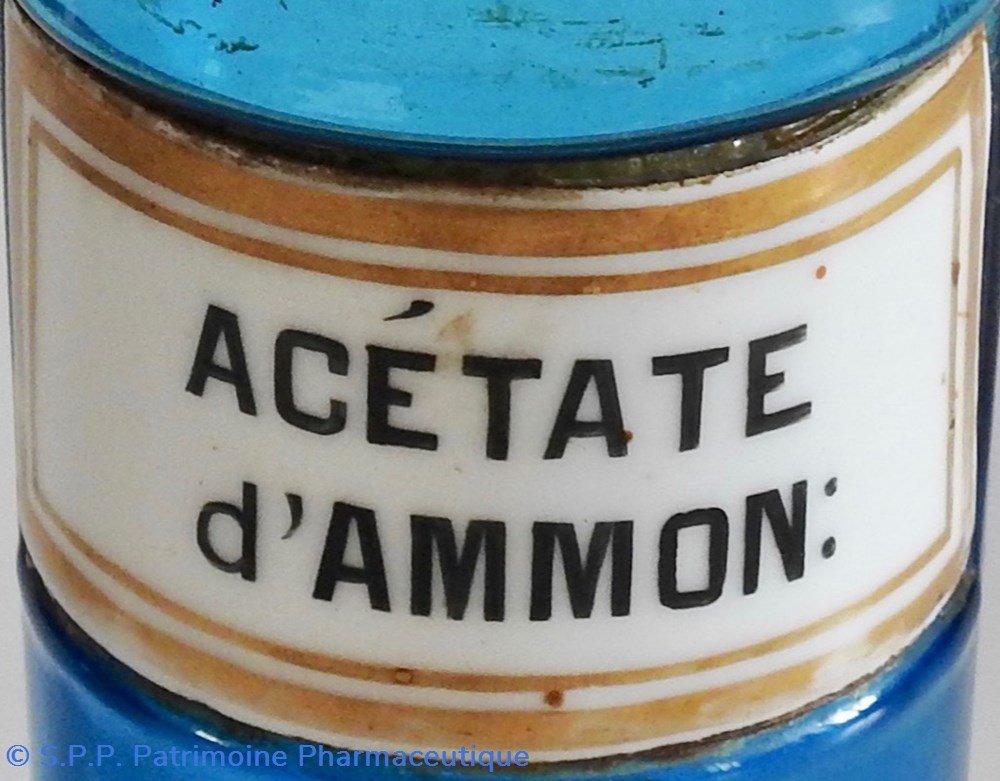 ACÉTATE
d'AMMON:
© S.P.P. Patrimoine Pharmaceutique